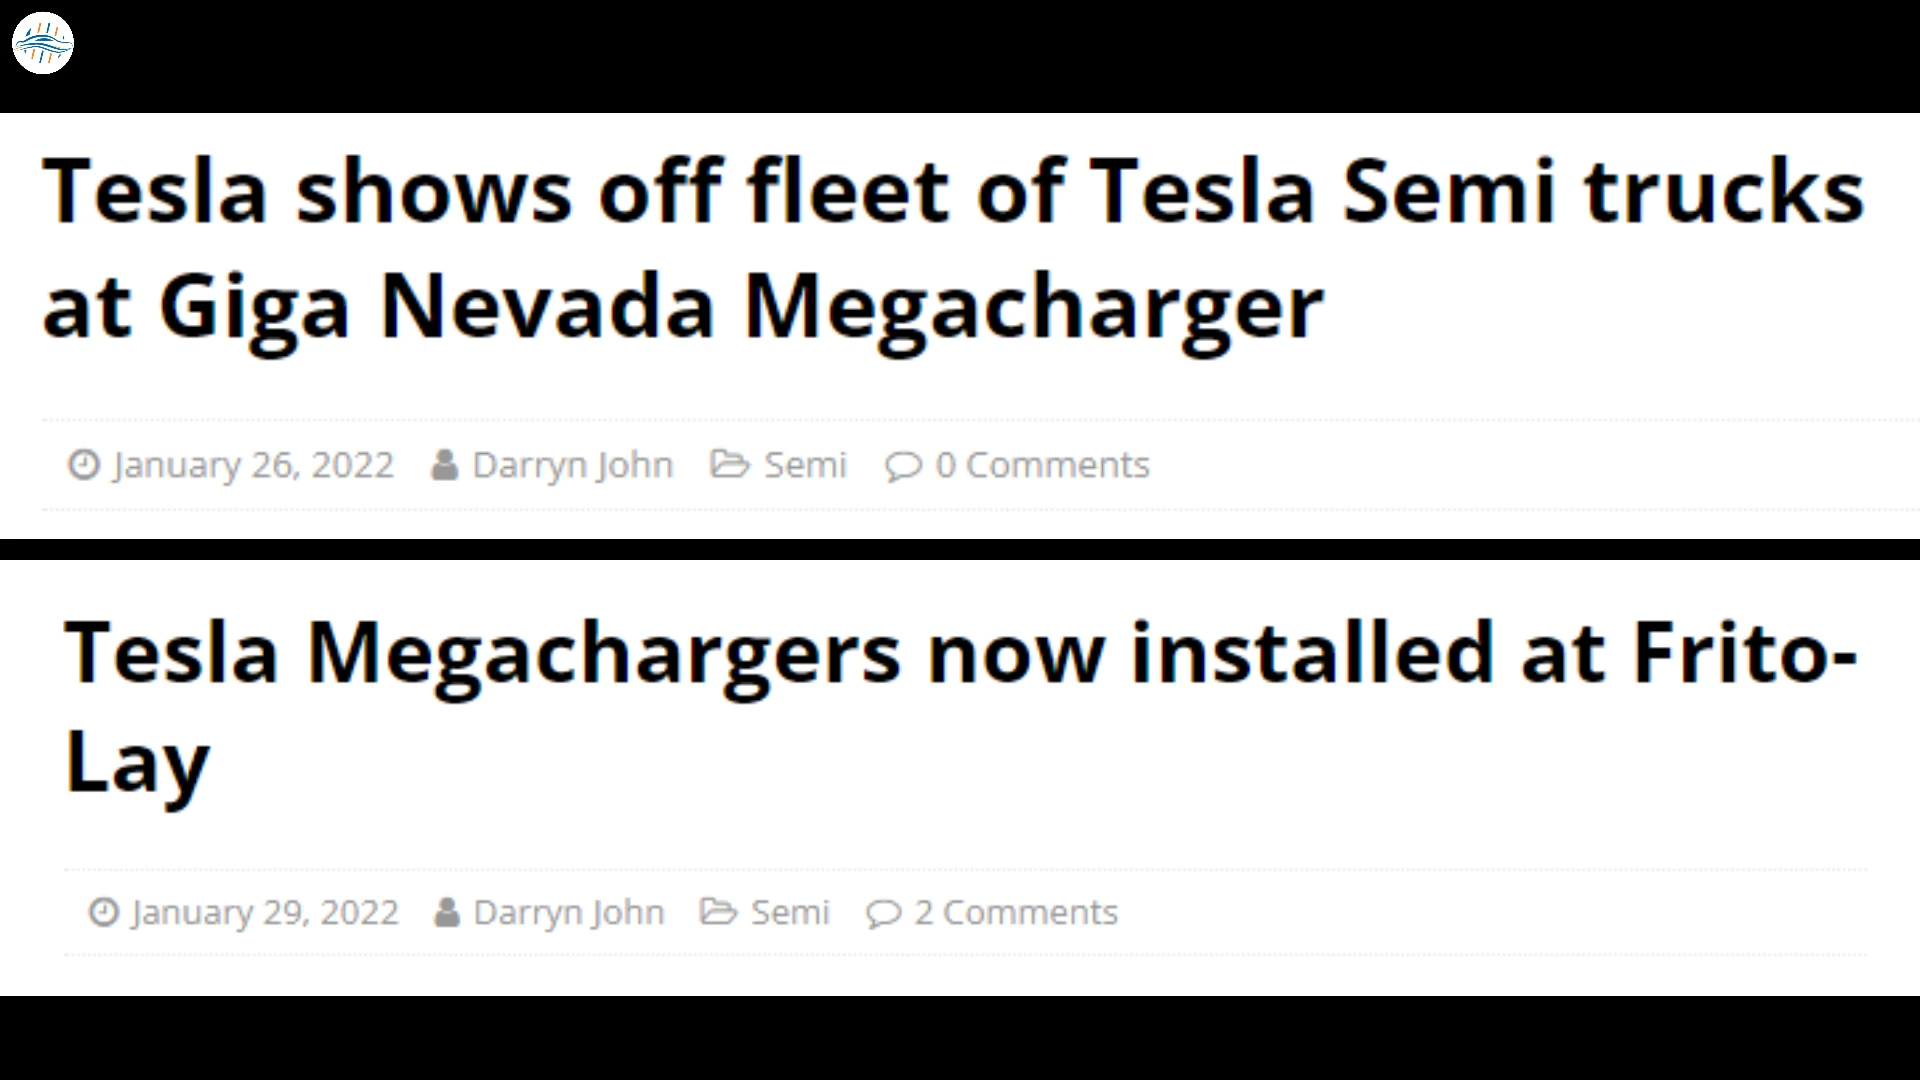 Tesla shows off fleet of Tesla Semi trucks
at Giga Nevada Megacharger
January 26, 2022 Darryn John Semi 0 Comments
Tesla Megachargers now installed at Frito-
Lay
January 29, 2022 Darryn John Semi 2 Comments